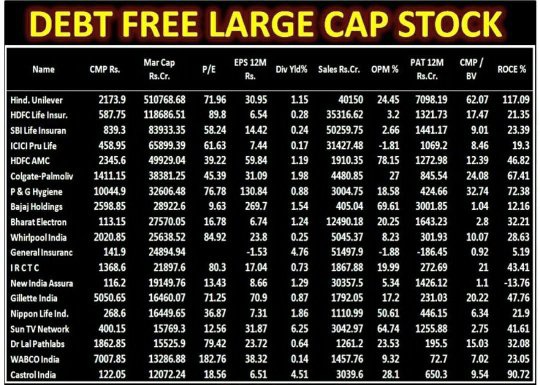 DEBT FREE LARGE CAP STOCK
Name CMP Rs. Mar Cap Rs.Cr. P/E EPS 12M Rs. Div Yld% Sales Rs.Cr. OPM % PAT 12M Rs.Cr. CMP / BV ROCE %
Hind. Unilever 2173.9 510768.68 71.96 30.95 1.15 40150 24.45 7098.19 62.07 117.09
HDFC Life Insur. 587.75 118686.51 89.8 6.54 0.28 35316.62 3.2 1321.73 17.47 21.35
SBI Life Insuran 839.3 83933.35 58.24 14.42 0.24 50259.75 2.66 1441.17 9.01 23.39
ICICI Pru Life 458.95 65899.39 61.63 7.44 0.17 31427.48 -1.81 1069.2 8.46 19.3
HDFC AMC 2345.6 49929.04 39.22 59.84 1.19 1910.35 78.15 1272.98 12.39 46.82
Colgate-Palmoliv 1411.15 38381.25 45.39 31.09 1.98 4480.85 27 845.54 24.08 67.41
P & G Hygiene 10044.9 32606.48 76.78 130.84 0.88 3004.75 18.58 424.66 32.74 72.38
Bajaj Holdings 2598.85 28922.6 9.63 269.7 1.54 405.04 69.61 3001.85 1.04 12.16
Bharat Electron 113.15 27570.05 16.78 6.74 1.24 12490.18 20.25 1643.23 2.8 32.21
Whirlpool India 2020.85 25638.52 84.92 23.8 0.25 5045.37 8.23 301.93 10.07 28.63
General Insuranc 141.9 24894.94 -1.53 4.76 51497.9 -1.88 -186.45 0.92 5.19
I R C T C 1368.6 21897.6 80.3 17.04 0.73 1867.88 19.99 272.69 21 43.41
New India Assura 116.2 19149.76 13.43 8.66 1.29 30357.5 5.34 1426.12 1.1 -13.76
Gillette India 5050.65 16460.07 71.25 70.9 0.87 1792.05 17.2 231.03 20.22 47.76
Nippon Life Ind. 268.6 16449.65 36.87 7.31 1.86 1110.99 50.61 446.15 6.34 21.9
Sun TV Network 400.15 15769.3 12.56 31.87 6.25 3042.97 64.74 1255.88 2.75 41.61
Dr Lal Pathlabs 1862.85 15525.9 79.42 23.72 0.64 1261.2 23.53 195.5 15.03 32.08
WABCO India 7007.85 13286.88 182.76 38.32 0.14 1457.76 9.32 72.7 7.02 23.05
Castrol India 122.05 12072.24 18.56 6.51 4.51 3039.6 28.1 650.3 9.54 90.72